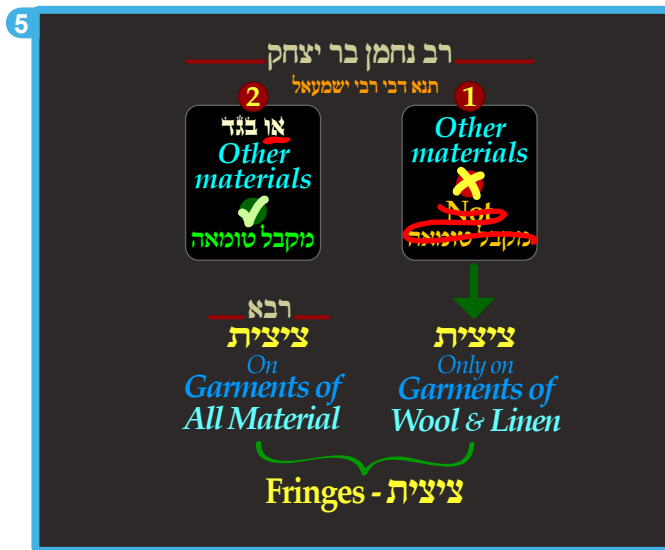 5
רב נחמן בר יצחק
תנא דבי רבי ישמעאל
1
Other
materials
Not
מקבל טומאה
2
או בגד
Other
materials
מקבל טומאה
ציצית
Only on
Garments of
Wool & Linen
רבא
ציצית
On
Garments of
All Material
Fringes - ציצית